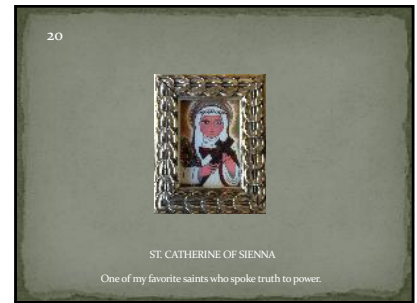 20
ST. CATHERINE OF SIENNA
One of my favorite saints who spoke truth to power.